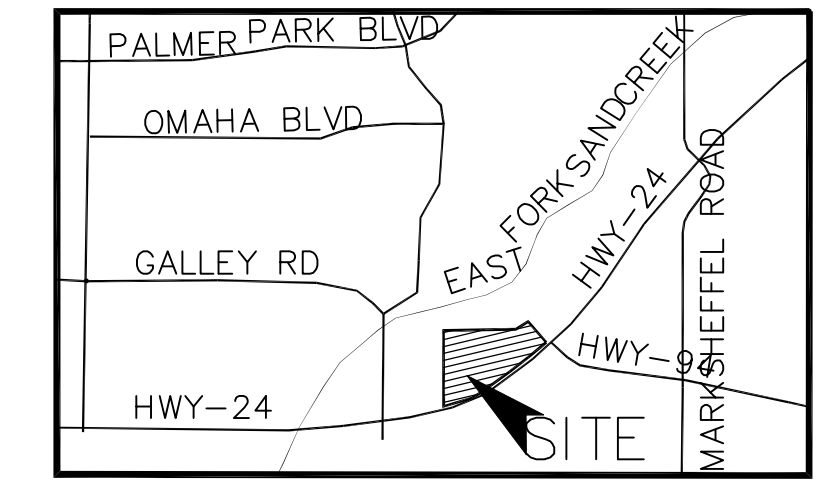 PALMER PARK BLVD
OMAHA BLVD
EAST FORK SAND CREEK
HWY-24
MARKSHEFFEL ROAD
GALLEY RD
HWY-94
HWY-24
SITE